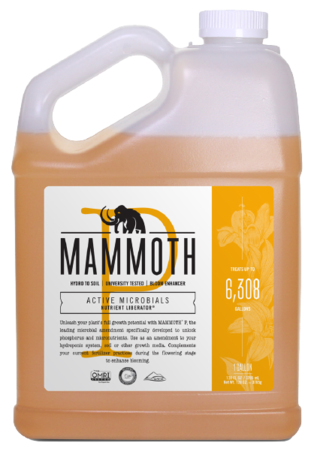 P
MAMMOTH
HYDRO TO SOIL | UNIVERSITY TESTED | BLOOM ENHANCER
ACTIVE MICROBIALS
NUTRIENT LIBERATOR
Unleash your plant's full growth potential with MAMMOTH P, the
leading microbial amendment specifically developed to unlock
phosphorus and micronutrients. Use as an amendment to your
hydroponic system, soil or other growth media. Complements
your current fertilizer practices during the flowering stage
to enhance blooming.
OMRI
TREATS UP TO
6,308
GALLONS
1 GALLON